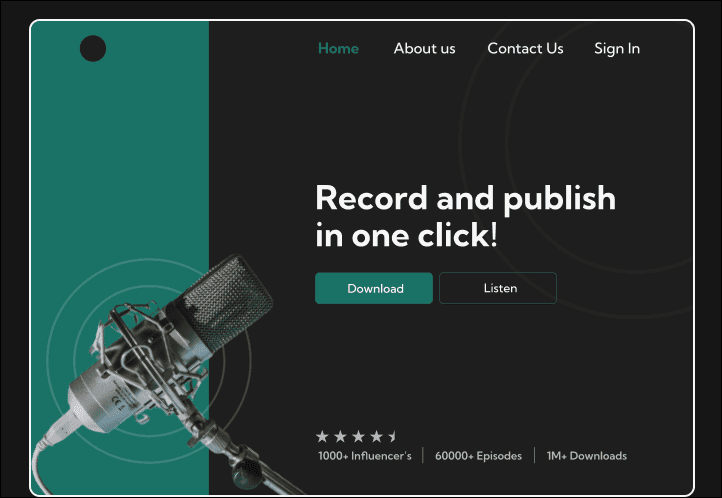 Home About us Contact Us Sign In
Record and publish
in one click!
Download Listen
1000+ Influencer's 60000+ Episodes 1M+ Downloads